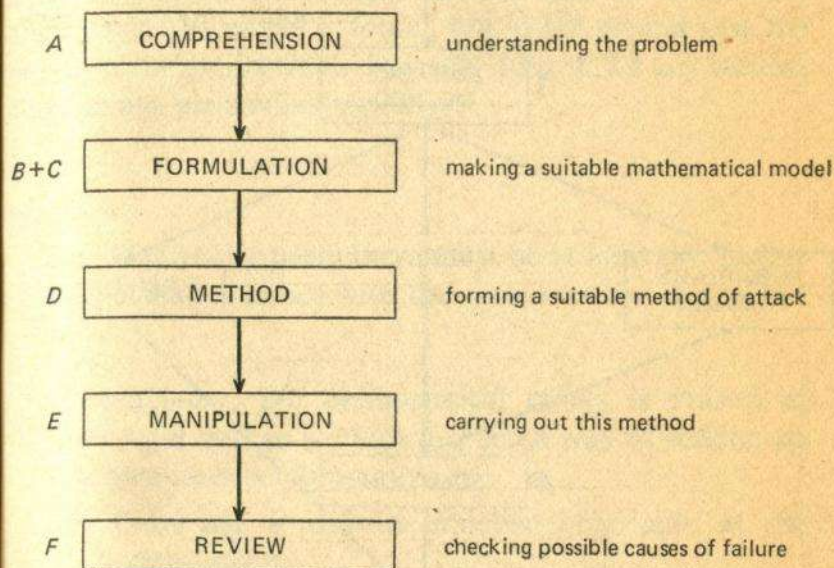 A COMPREHENSION understanding the problem
B+C FORMULATION making a suitable mathematical model
D METHOD forming a suitable method of attack
E MANIPULATION carrying out this method
F REVIEW checking possible causes of failure